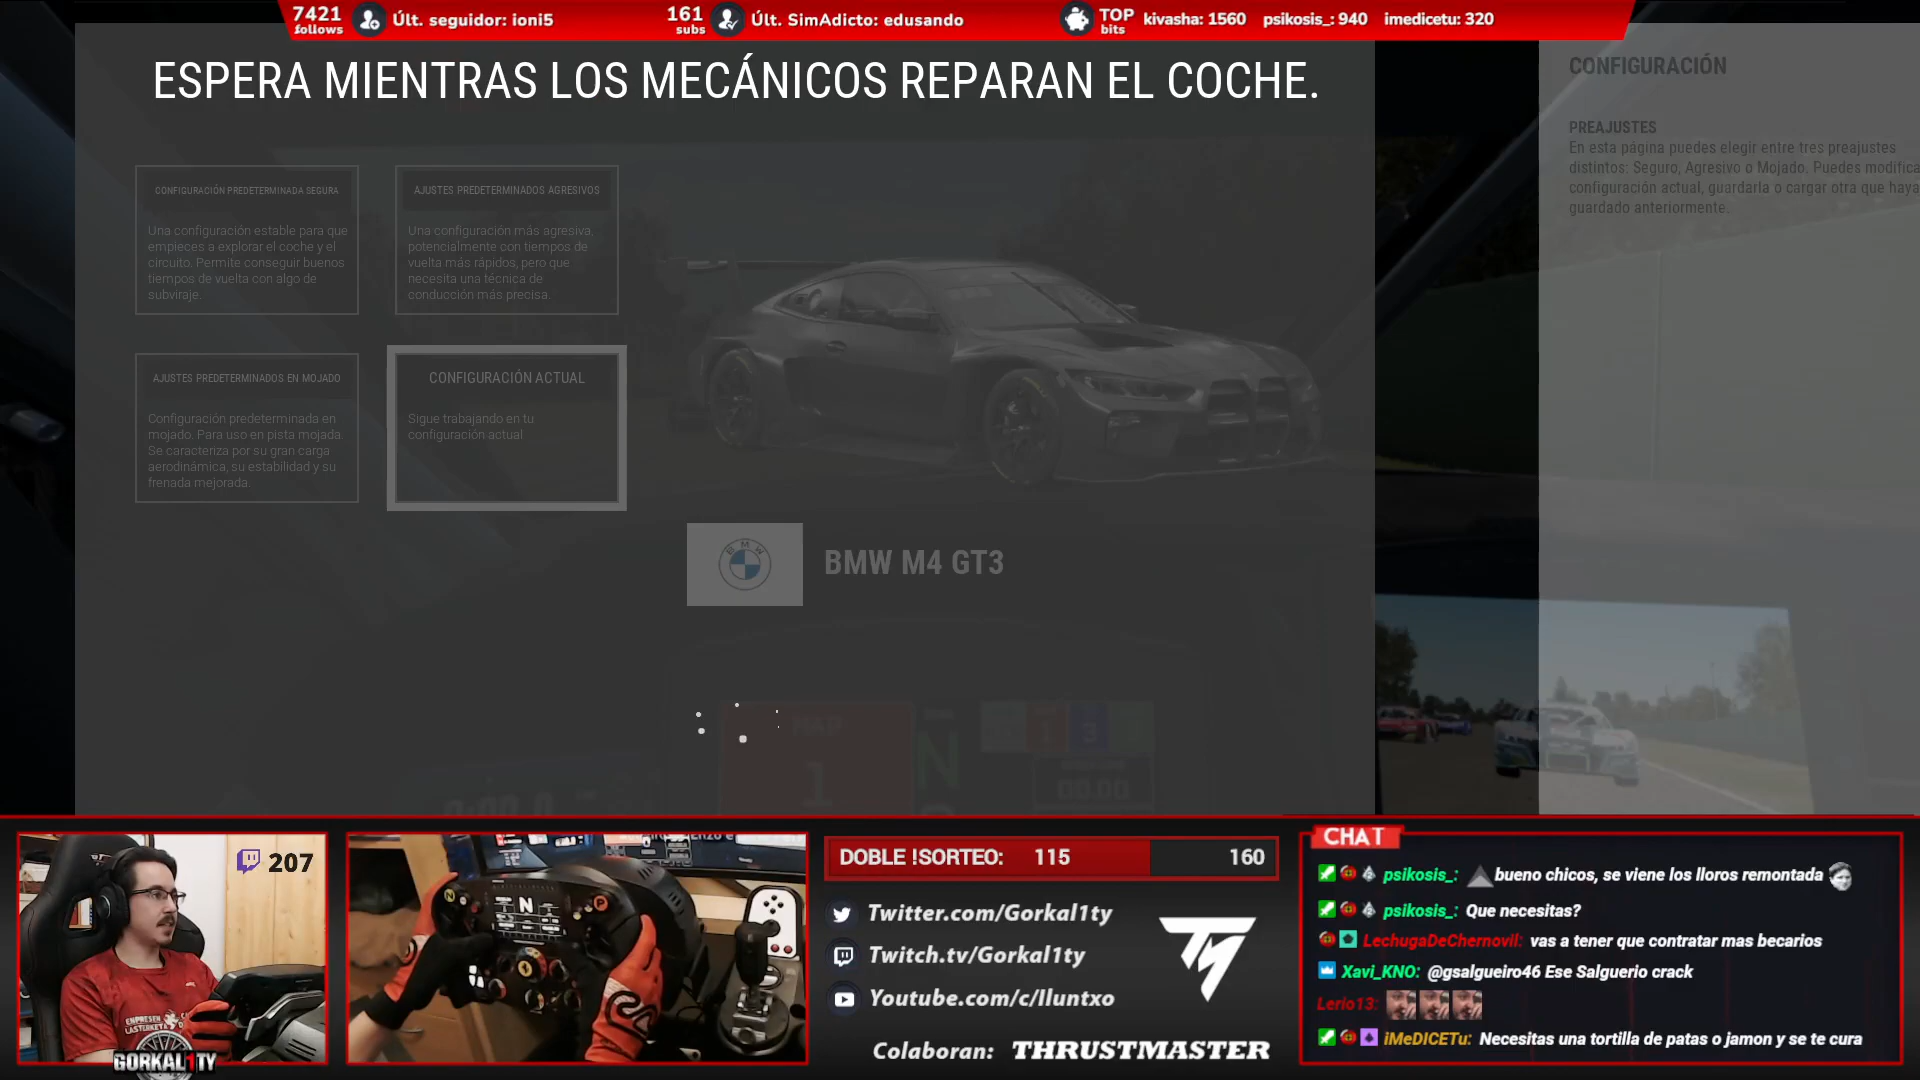 7421
follows
Últ. seguidor: ioni5
161
subs
Últ. SimAdicto: edusando
TOP
bits
kivasha: 1560 psikosis_: 940 imedicetu: 320
ESPERA MIENTRAS LOS MECÁNICOS REPARAN EL COCHE.
CONFIGURACIÓN
PREAJUSTES
En esta página puedes elegir entre tres preajustes
distintos: Seguro, Agresivo o Mojado. Puedes modifica
configuración actual, guardarla o cargar otra que haya
guardado anteriormente.
CONFIGURACIÓN PREDETERMINADA SEGURA
Una configuración estable para que
empieces a explorar el coche y el
circuito. Permite conseguir buenos
tiempos de vuelta con algo de
subviraje.
AJUSTES PREDETERMINADOS AGRESIVOS
Una configuración más agresiva,
potencialmente con tiempos de
vuelta más rápidos, pero que
necesita una técnica de
conducción más precisa.
AJUSTES PREDETERMINADOS EN MOJADO
Configuración predeterminada en
mojado. Para uso en pista mojada.
Se caracteriza por su gran carga
aerodinámica, su estabilidad y su
frenada mejorada.
CONFIGURACIÓN ACTUAL
Sigue trabajando en tu
configuración actual
BMW
BMW M4 GT3
MAP
1
N
1
3
00.00
207
GORKAL1TY
N
N
P
DOBLE !SORTEO: 115 160
Twitter.com/Gorkal1ty
Twitch.tv/Gorkal1ty
Youtube.com/c/Iluntxo
Colaboran: THRUSTMASTER
CHAT
psikosis_: bueno chicos, se viene los lloros remontada
psikosis_: Que necesitas?
LechugaDeChernovil: vas a tener que contratar mas becarios
Xavi_KNO: @gsalgueiro46 Ese Salguerio crack
Lerio13:
iMeDICETu: Necesitas una tortilla de patas o jamon y se te cura